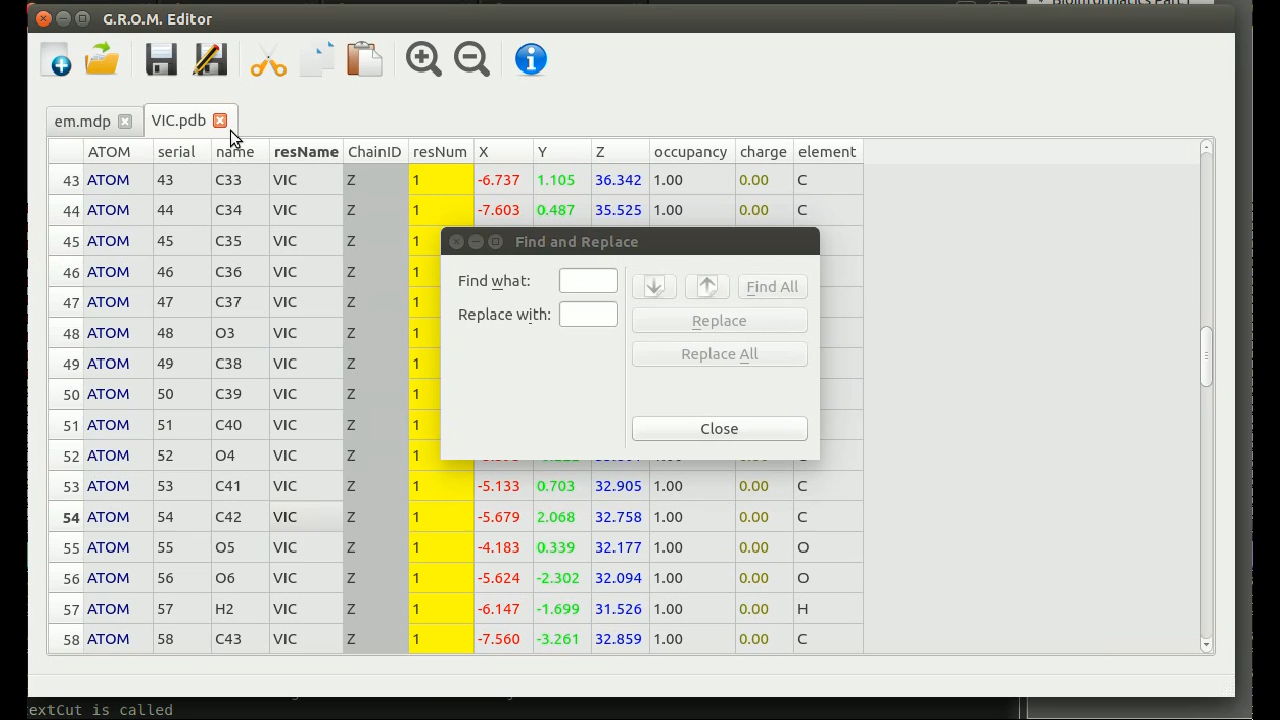 Bioinformatics Part I
G.R.O.M. Editor
em.mdp VIC.pdb
ATOM serial name resName ChainID resNum X Y Z occupancy charge element
43 ATOM 43 C33 VIC Z 1 -6.737 1.105 36.342 1.00 0.00 C
44 ATOM 44 C34 VIC Z 1 -7.603 0.487 35.525 1.00 0.00 C
45 ATOM 45 C35 VIC Z 1
46 ATOM 46 C36 VIC Z 1
47 ATOM 47 C37 VIC Z 1
48 ATOM 48 O3 VIC Z 1
49 ATOM 49 C38 VIC Z 1
50 ATOM 50 C39 VIC Z 1
51 ATOM 51 C40 VIC Z 1
52 ATOM 52 O4 VIC Z 1
53 ATOM 53 C41 VIC Z 1 -5.133 0.703 32.905 1.00 0.00 C
54 ATOM 54 C42 VIC Z 1 -5.679 2.068 32.758 1.00 0.00 C
55 ATOM 55 O5 VIC Z 1 -4.183 0.339 32.177 1.00 0.00 O
56 ATOM 56 O6 VIC Z 1 -5.624 -2.302 32.094 1.00 0.00 O
57 ATOM 57 H2 VIC Z 1 -6.147 -1.699 31.526 1.00 0.00 H
58 ATOM 58 C43 VIC Z 1 -7.560 -3.261 32.859 1.00 0.00 C
Find and Replace
Find what:
Find All
Replace with:
Replace
Replace All
Close
extCut is called